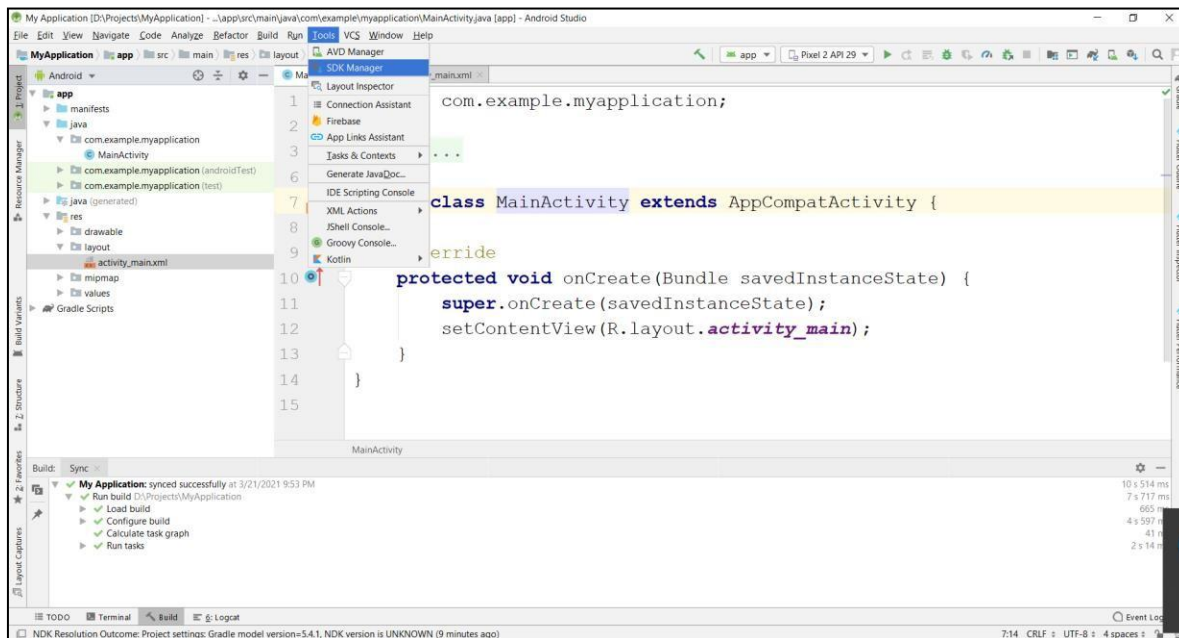 My Application [D:\Projects\MyApplication] - ...\app\src\main\java\com\example\myapplication\MainActivity.java [app] - Android Studio
File Edit View Navigate Code Analyze Refactor Build Run Tools VCS Window Help
MyApplication app src main res layout
app Pixel 2 API 29
Android
Ma
_main.xml
AVD Manager
SDK Manager
Layout Inspector
Connection Assistant
Firebase
App Links Assistant
Tasks & Contexts
Generate JavaDoc...
IDE Scripting Console
XML Actions
JShell Console...
Groovy Console...
Kotlin
1: Project
Resource Manager
Build Variants
Z: Structure
2: Favorites
Layout Captures
app
manifests
java
com.example.myapplication
MainActivity
com.example.myapplication (androidTest)
com.example.myapplication (test)
java (generated)
res
drawable
layout
activity_main.xml
mipmap
values
Gradle Scripts
1 com.example.myapplication;
2
3 ...
6
7 class MainActivity extends AppCompatActivity {
8
9 erride
10 protected void onCreate(Bundle savedInstanceState) {
11 super.onCreate(savedInstanceState);
12 setContentView(R.layout.activity_main);
13 }
14 }
15
MainActivity
Build: Sync
My Application: synced successfully at 3/21/2021 9:53 PM 10 s 514 ms
Run build D:\Projects\MyApplication 7 s 717 ms
Load build 665 m
Configure build 4 s 597 m
Calculate task graph 41 m
Run tasks 2 s 14 m
TODO Terminal Build 6: Logcat Event Log
NDK Resolution Outcome: Project settings: Gradle model version=5.4.1, NDK version is UNKNOWN (9 minutes ago) 7:14 CRLF UTF-8 4 spaces